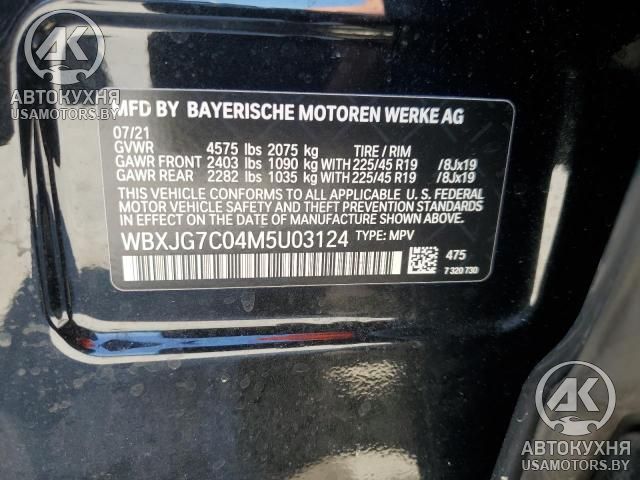 АВТОКУХНЯ
USAMOTORS.BY
MFD BY BAYERISCHE MOTOREN WERKE AG
07/21
GVWR 4575 lbs 2075 kg TIRE / RIM
GAWR FRONT 2403 lbs 1090 kg WITH 225/45 R19 /8Jx19
GAWR REAR 2282 lbs 1035 kg WITH 225/45 R19 /8Jx19
THIS VEHICLE CONFORMS TO ALL APPLICABLE U. S. FEDERAL
MOTOR VEHICLE SAFETY AND THEFT PREVENTION STANDARDS
IN EFFECT ON THE DATE OF MANUFACTURE SHOWN ABOVE.
WBXJG7C04M5U03124 TYPE: MPV
475
7 320 730
АК
АВТОКУХНЯ
USAMOTORS.BY